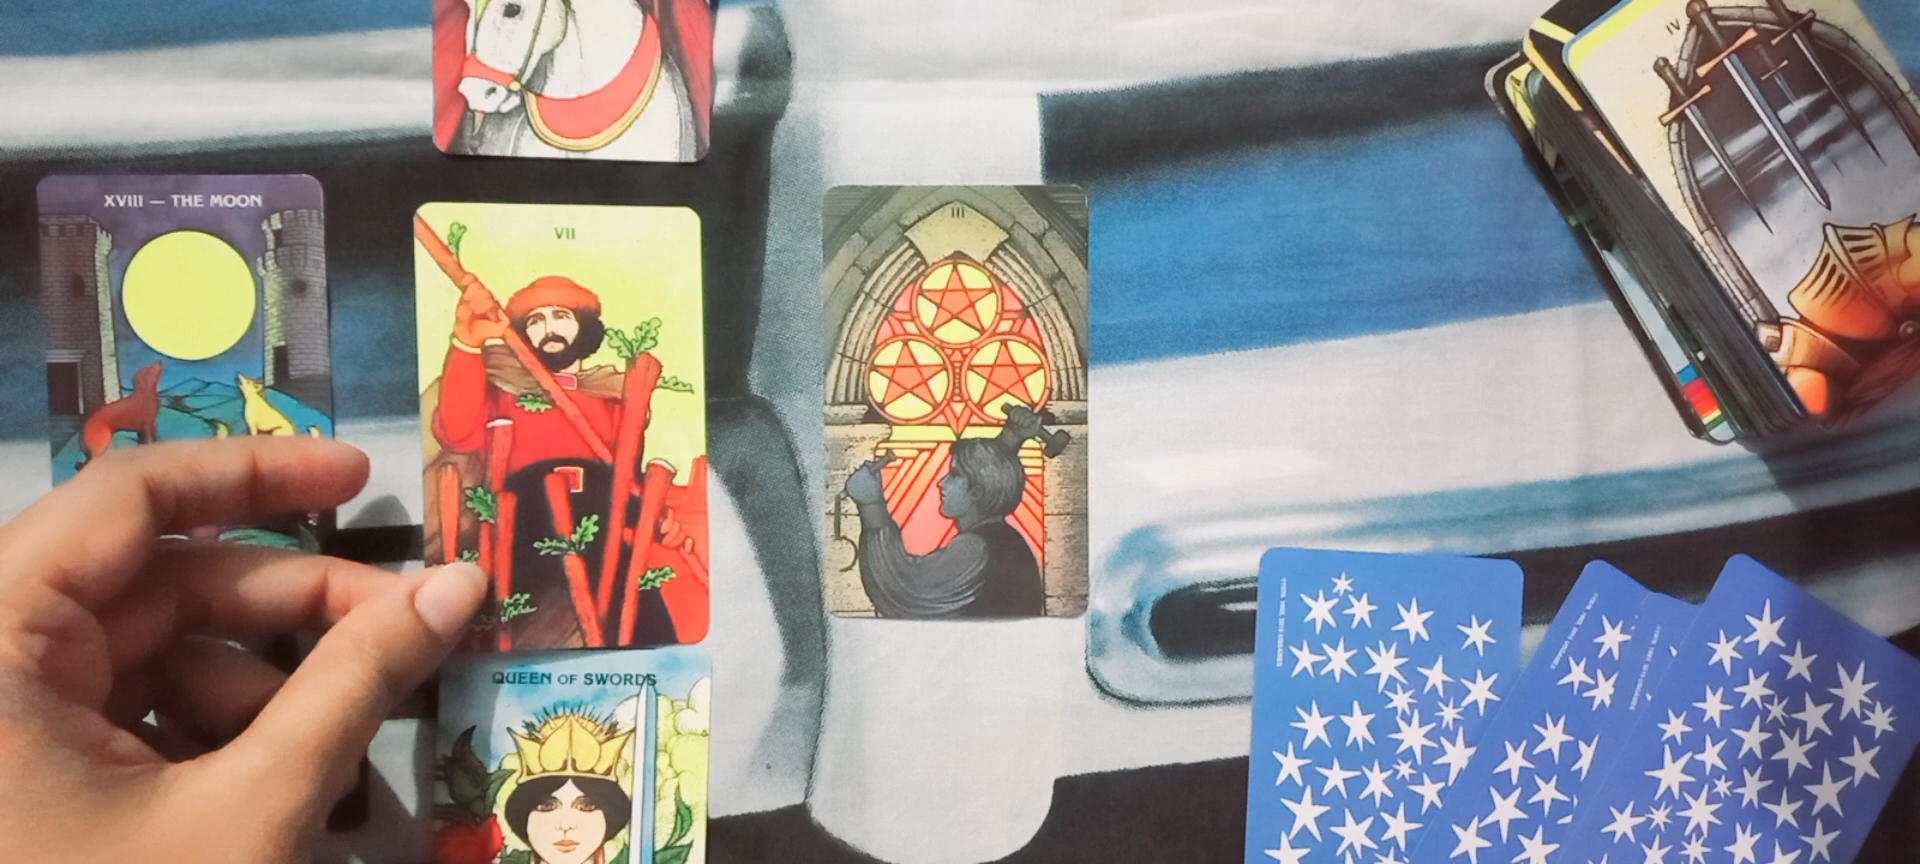 XVIII — THE MOON
VII
III
IV
QUEEN OF SWORDS